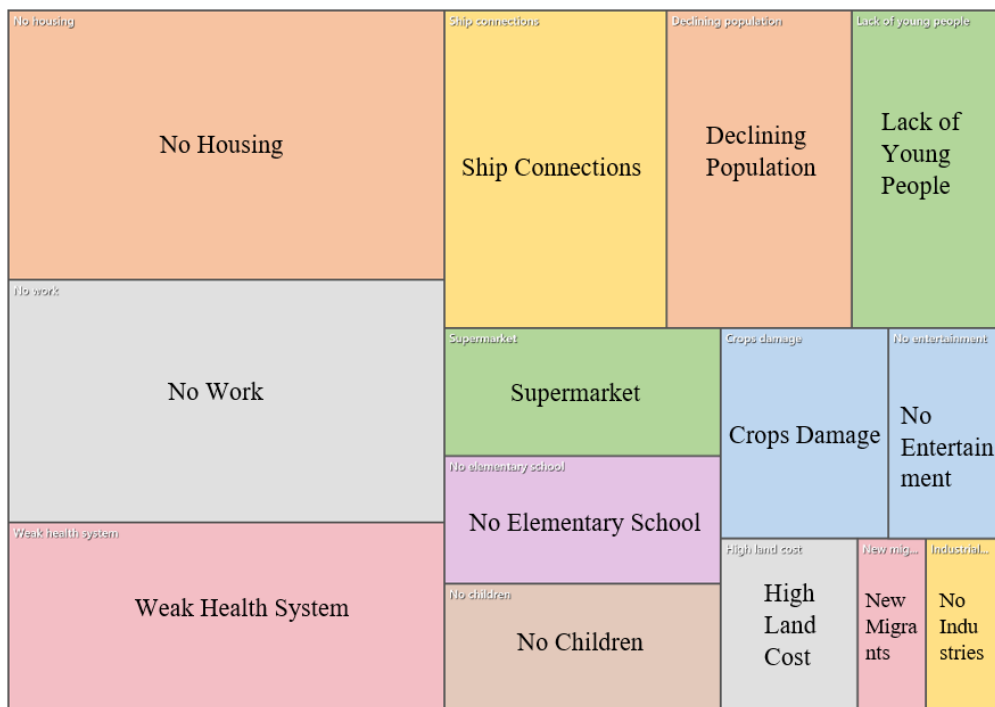 No housing
No Housing
Ship connections
Ship Connections
Declining population
Declining
Population
Lack of young people
Lack of
Young
People
No work
No Work
Supermarket
Supermarket
Crops damage
Crops Damage
No entertainment
No
Entertain
ment
Weak health system
Weak Health System
No elementary school
No Elementary School
No children
No Children
High land cost
High
Land
Cost
New mig...
New
Migra
nts
Industrial...
No
Indu
stries